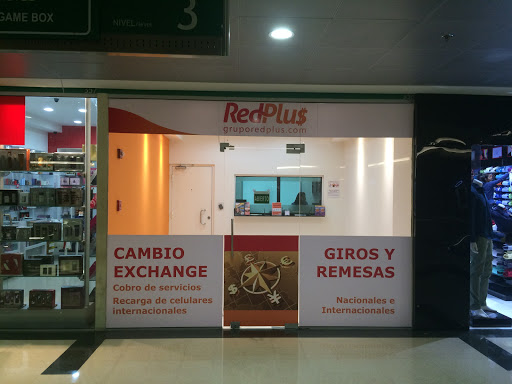 GAME BOX
NIVEL
3
RedPlu$
gruporedplus.com
CAMBIO
EXCHANGE
Cobro de servicios
Recarga de celulares
internacionales
GIROS Y
REMESAS
Nacionales e
Internacionales